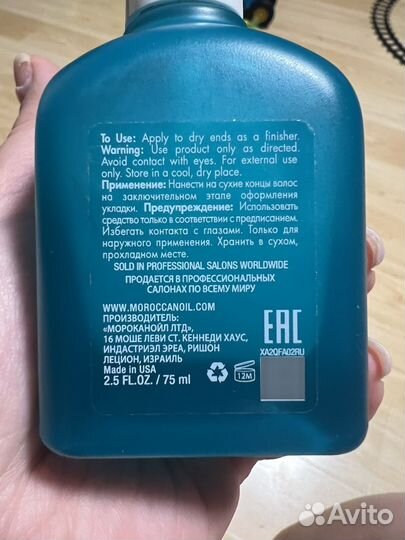 To Use: Apply to dry ends as a finisher.
Warning: Use product only as directed.
Avoid contact with eyes. For external use
only. Store in a cool, dry place.
Применение: Нанести на сухие концы волос
на заключительном этапе оформления
укладки. Предупреждение: Использовать
средство только в соответствии с предписанием.
Избегать контакта с глазами. Только для
наружного применения. Хранить в сухом,
прохладном месте.
SOLD IN PROFESSIONAL SALONS WORLDWIDE
ПРОДАЕТСЯ В ПРОФЕССИОНАЛЬНЫХ
САЛОНАХ ПО ВСЕМУ МИРУ
WWW.MOROCCANOIL.COM
ПРОИЗВОДИТЕЛЬ:
«МОРОКАНОЙЛ ЛТД»,
16 МОШЕ ЛЕВИ СТ. КЕННЕДИ ХАУС,
ИНДАСТРИЭЛ ЭРЕА, РИШОН
ЛЕЦИОН, ИЗРАИЛЬ
Made in USA
2.5 FL.OZ. / 75 ml
12M
EAC
XA2QFA02RU
Avito